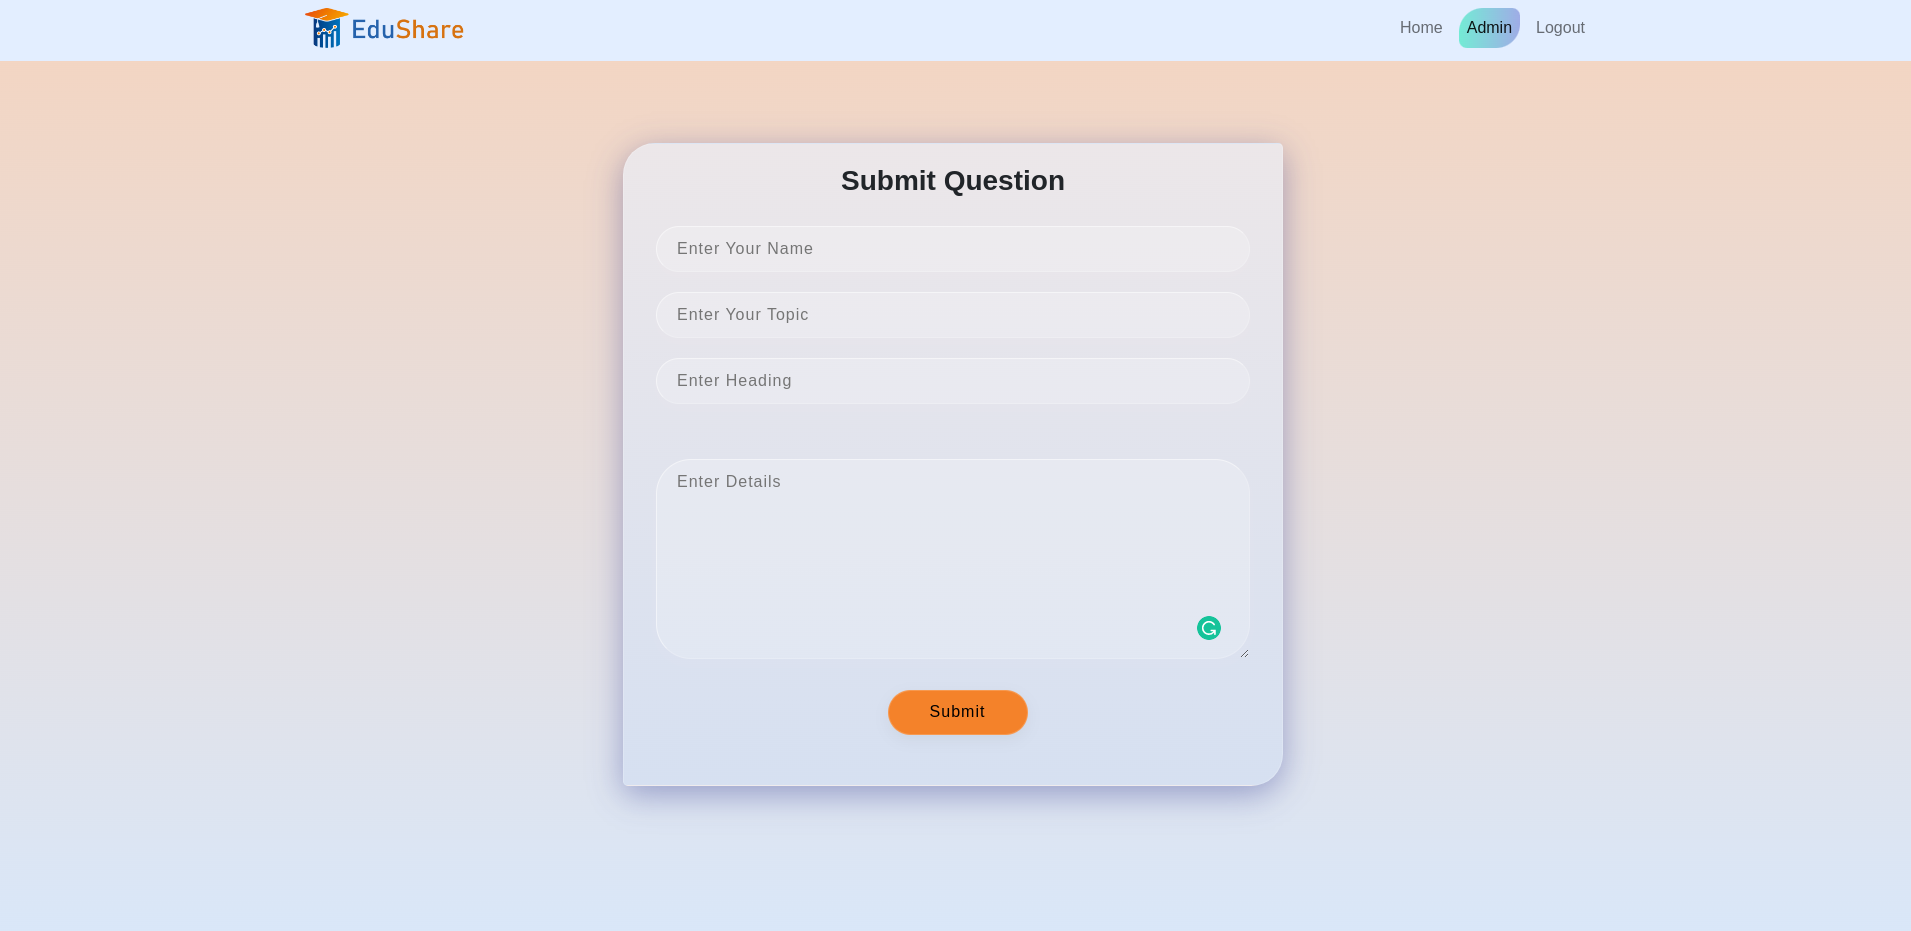 EduShare
Home Admin Logout
Submit Question
Enter Your Name
Enter Your Topic
Enter Heading
Enter Details
Submit